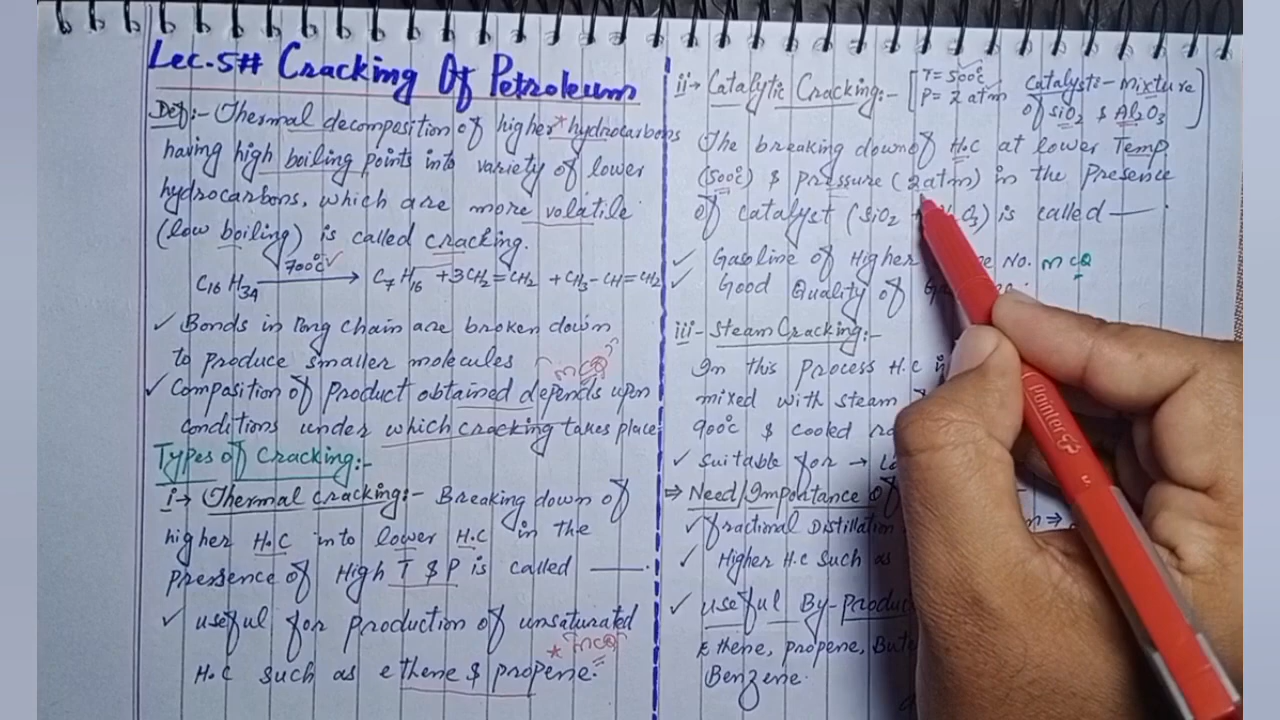 Lec.5# Cracking Of Petroleum
Def:- Thermal decomposition of higher * hydrocarbons
having high boiling points into variety of lower
hydrocarbons, which are more volatile
(low boiling) is called cracking.
C16 H34 —700°C ✓→ C7 H16 + 3CH2=CH2 + CH3-CH=CH2
✓ Bonds in long chain are broken down
to produce smaller molecules
MCQ
✓ Composition of product obtained depends upon
conditions under which cracking takes place
Types of Cracking:-
i→ Thermal cracking:- Breaking down of
higher H.C into lower H.C in the
presence of High T & P is called ——.
✓ useful for production of unsaturated
* MCQ
H.C such as ethene & propene.
ii→ Catalytic Cracking:- [T= 500°C Catalyst:- mixture
P= 2 atm of SiO2 & Al2O3]
The breaking down of H.C at lower Temp
(500°C) & Pressure (2atm) in the Presence
of catalyst (SiO2 O3) is called ——.
✓ Gasoline of Higher No. MCQ
✓ Good Quality of
iii- Steam Cracking:-
In this Process H.C
mixed with steam
900°C & cooled
✓ Suitable for →
⇒ Need/Importance of
✓ fractional Distillation
✓ Higher H.C such as
✓ useful By-
Ethene, propene,
Benzene.
Pointer